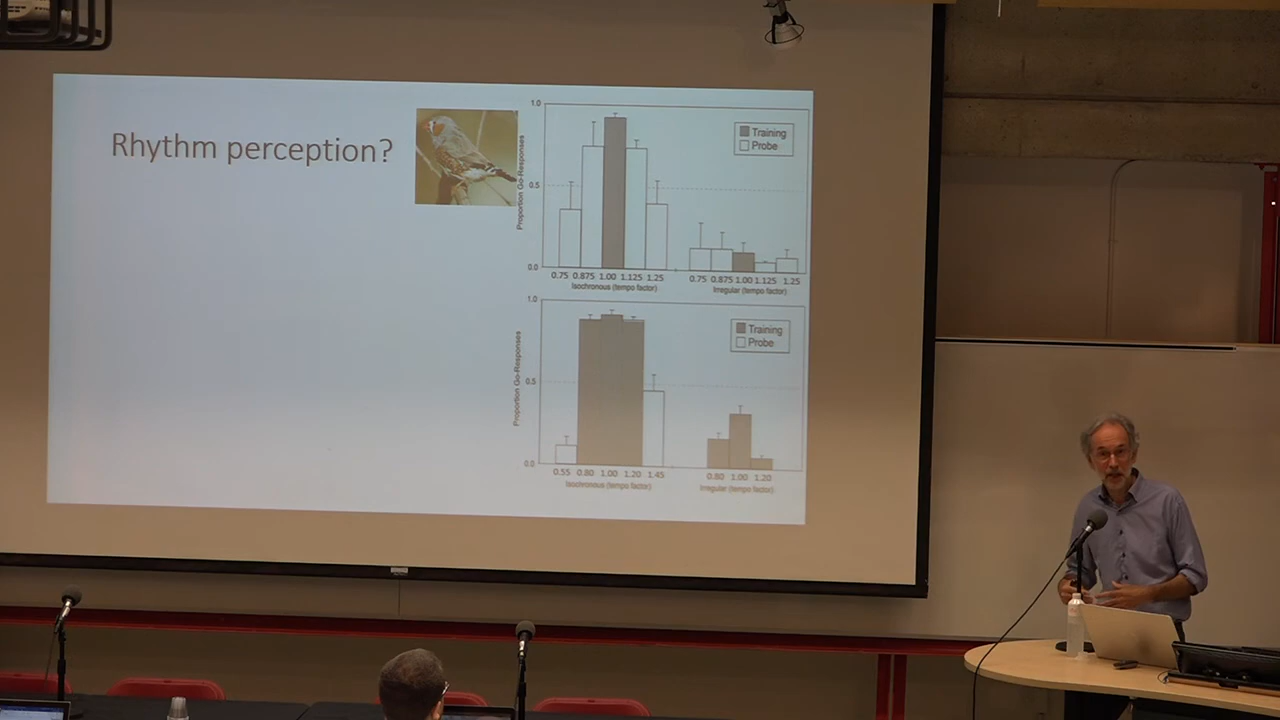 Rhythm perception?
1.0
Training
Probe
Proportion Go-Responses
0.5
0.0
0.75 0.875 1.00 1.125 1.25
0.75 0.875 1.00 1.125 1.25
Isochronous (tempo factor)
Irregular (tempo factor)
1.0
Training
Probe
Proportion Go-Responses
0.5
0.0
0.55 0.80 1.00 1.20 1.45
0.80 1.00 1.20
Isochronous (tempo factor)
Irregular (tempo factor)